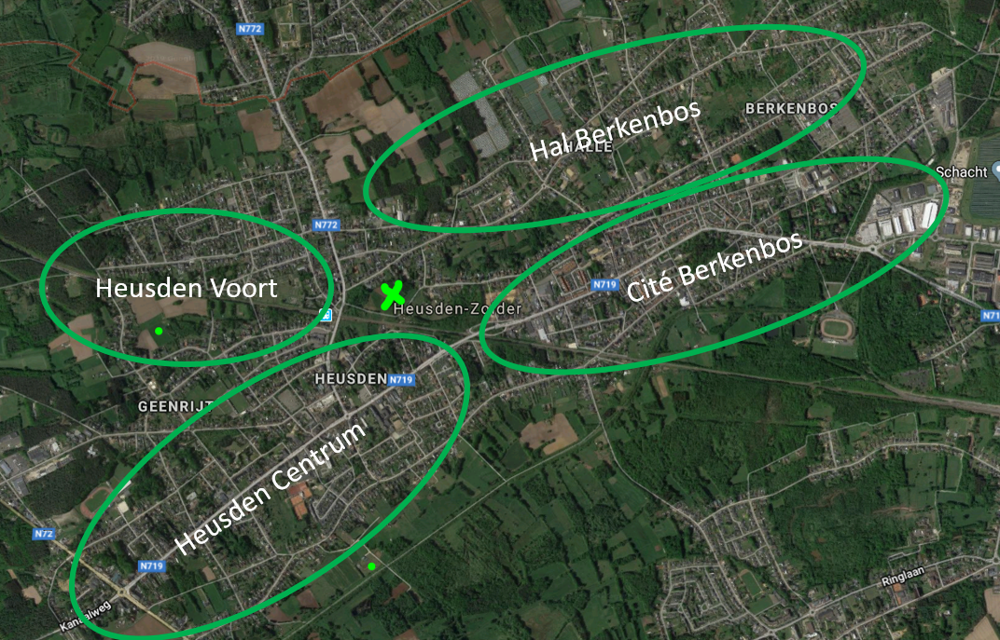 N772
BERKENBOS
Hal Berkenbos
HALLE
Schacht
N772
Heusden Voort
Cité Berkenbos
N719
Heusden-Zolder
N71
HEUSDEN
N719
GEENRIJT
Heusden Centrum
N72
N719
Ringlaan
Kanaalweg